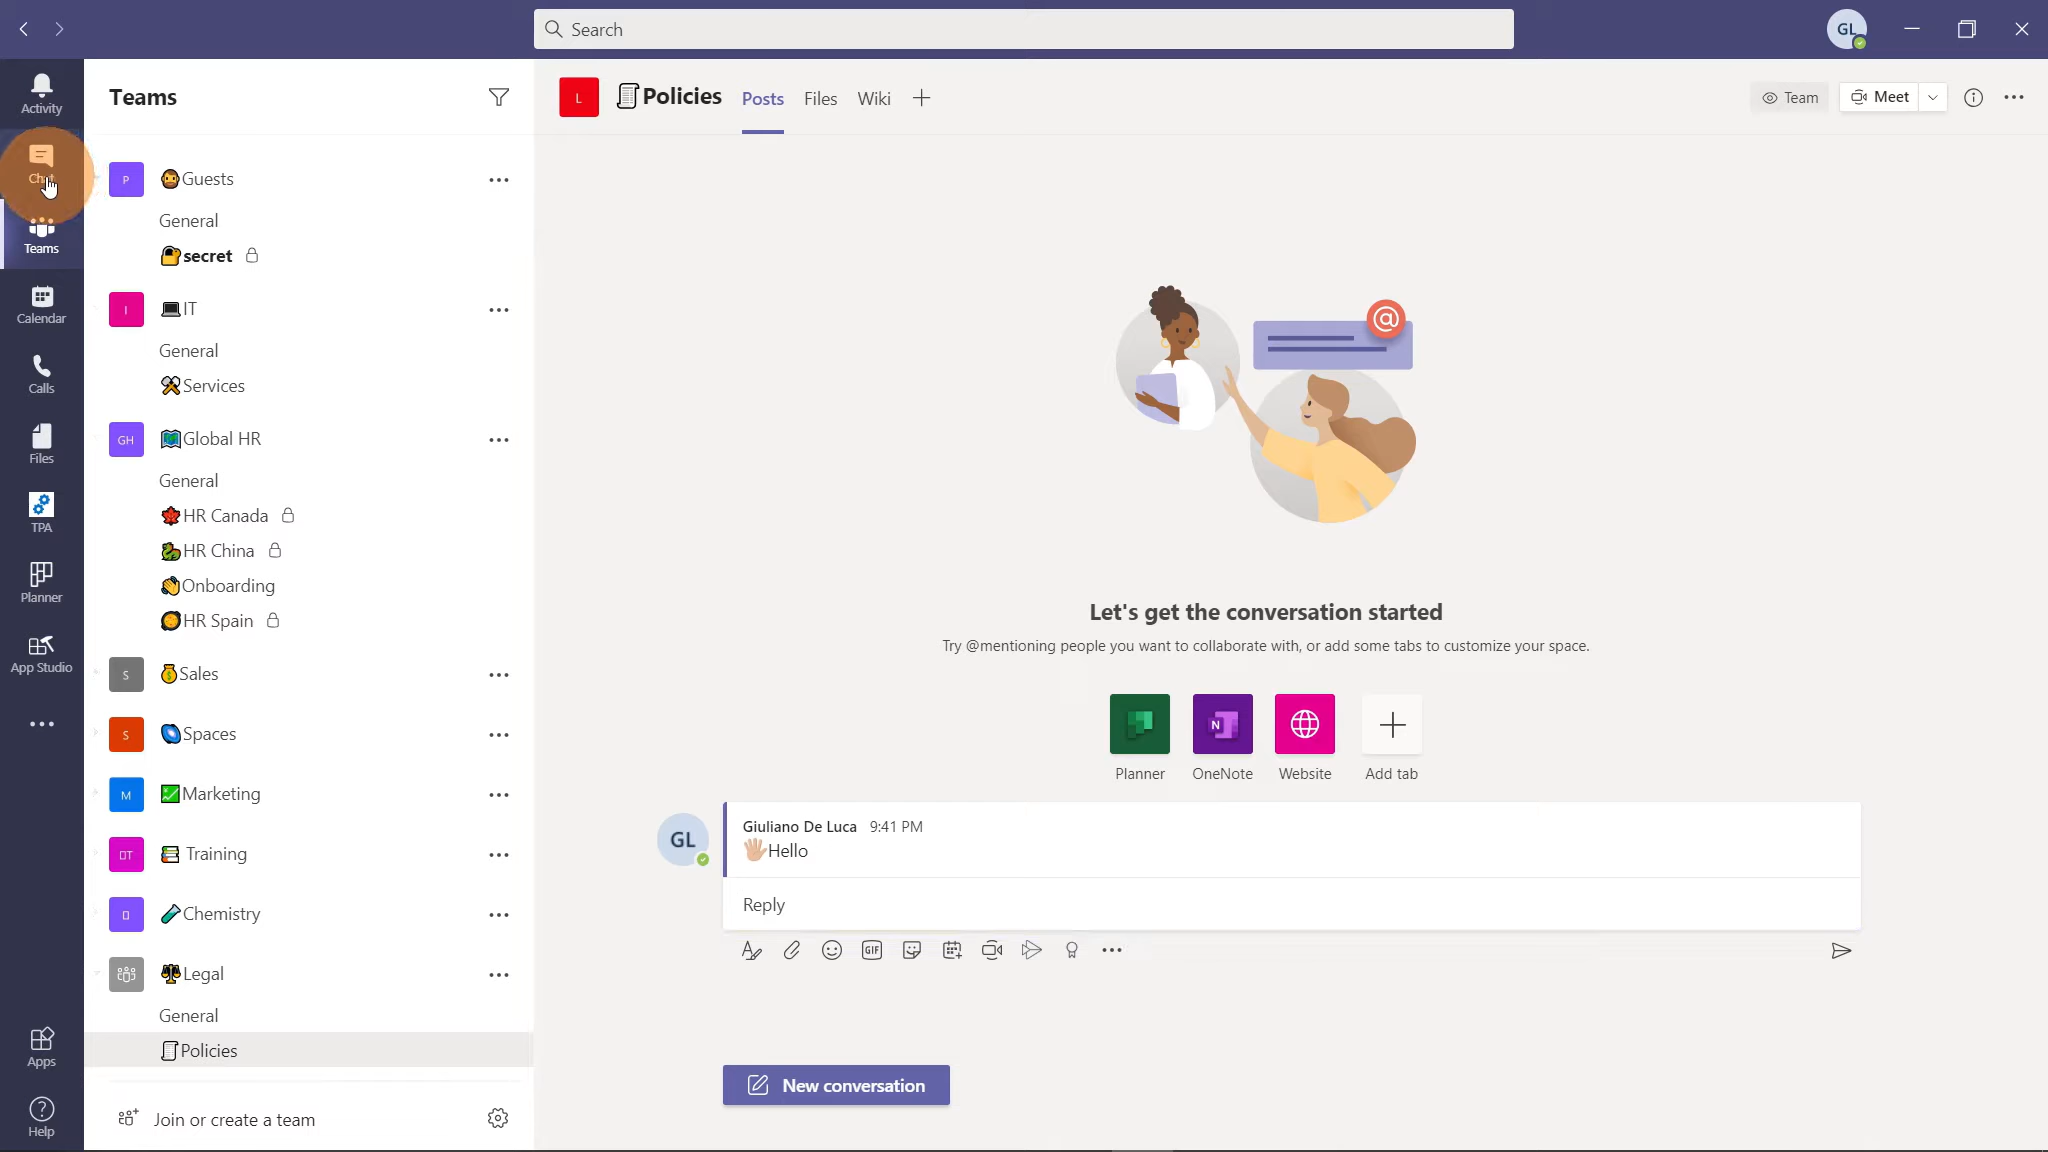 Search
GL
Activity
Chat
Teams
Calendar
Calls
Files
TPA
Planner
App Studio
Apps
Help
Teams
P Guests
General
secret
I IT
General
Services
GH Global HR
General
HR Canada
HR China
Onboarding
HR Spain
S Sales
S Spaces
M Marketing
T Training
Chemistry
Legal
General
Policies
Join or create a team
L Policies Posts Files Wiki
Team Meet
@
Let's get the conversation started
Try @mentioning people you want to collaborate with, or add some tabs to customize your space.
N
Planner OneNote Website Add tab
GL
Giuliano De Luca 9:41 PM
Hello
Reply
GIF
New conversation